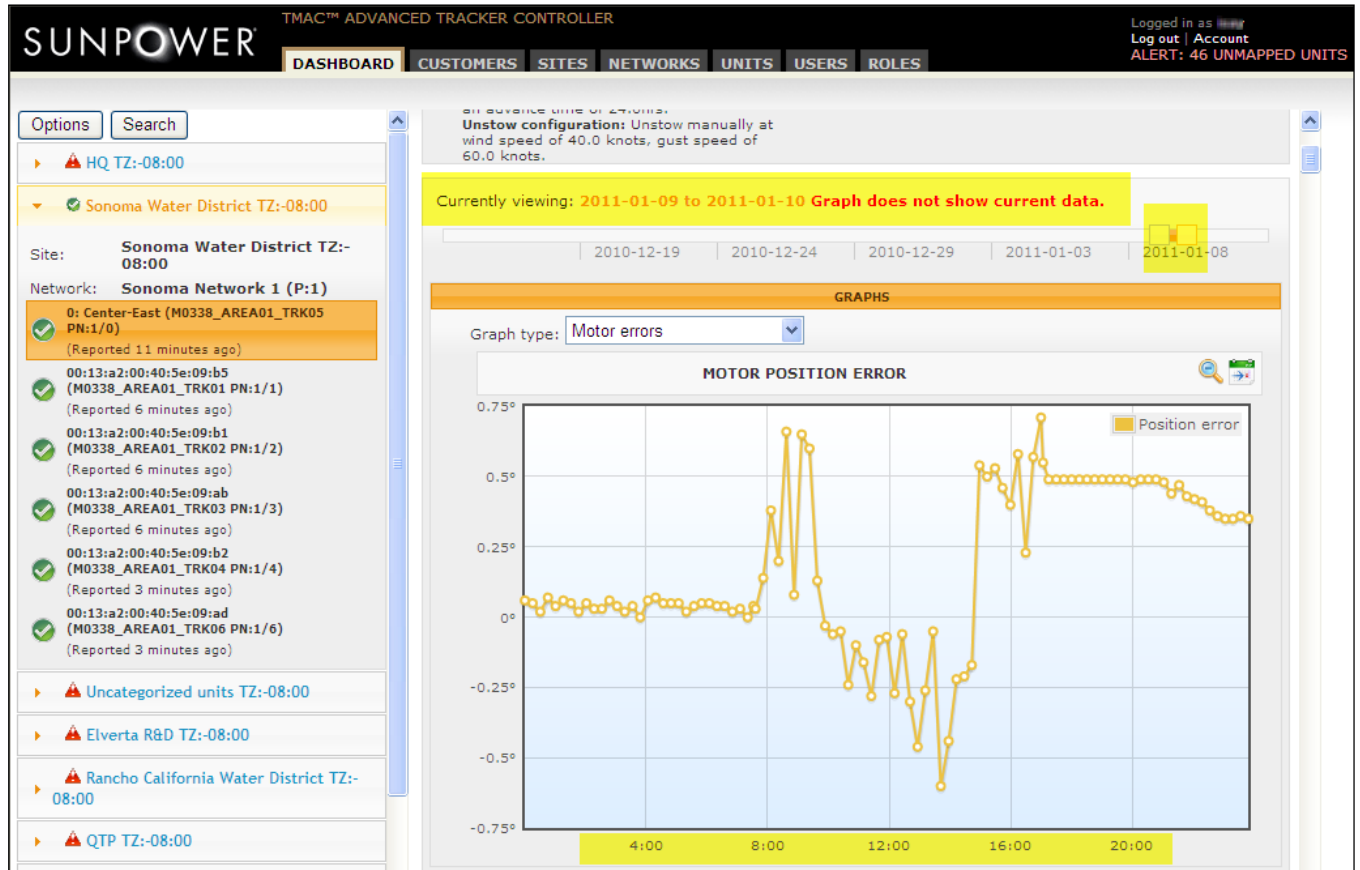 SUNPOWER
TMAC™ ADVANCED TRACKER CONTROLLER
Logged in as
Log out | Account
ALERT: 46 UNMAPPED UNITS
DASHBOARD CUSTOMERS SITES NETWORKS UNITS USERS ROLES
Options Search
HQ TZ:-08:00
Sonoma Water District TZ:-08:00
Site: Sonoma Water District TZ:-
08:00
Network: Sonoma Network 1 (P:1)
0: Center-East (M0338_AREA01_TRK05
PN:1/0)
(Reported 11 minutes ago)
00:13:a2:00:40:5e:09:b5
(M0338_AREA01_TRK01 PN:1/1)
(Reported 6 minutes ago)
00:13:a2:00:40:5e:09:b1
(M0338_AREA01_TRK02 PN:1/2)
(Reported 6 minutes ago)
00:13:a2:00:40:5e:09:ab
(M0338_AREA01_TRK03 PN:1/3)
(Reported 6 minutes ago)
00:13:a2:00:40:5e:09:b2
(M0338_AREA01_TRK04 PN:1/4)
(Reported 3 minutes ago)
00:13:a2:00:40:5e:09:ad
(M0338_AREA01_TRK06 PN:1/6)
(Reported 3 minutes ago)
Uncategorized units TZ:-08:00
Elverta R&D TZ:-08:00
Rancho California Water District TZ:-
08:00
QTP TZ:-08:00
an advance time of 24.0hrs.
Unstow configuration: Unstow manually at
wind speed of 40.0 knots, gust speed of
60.0 knots.
Currently viewing: 2011-01-09 to 2011-01-10 Graph does not show current data.
2010-12-19 2010-12-24 2010-12-29 2011-01-03 2011-01-08
GRAPHS
Graph type: Motor errors
MOTOR POSITION ERROR
Position error
0.75°
0.5°
0.25°
0°
-0.25°
-0.5°
-0.75°
4:00 8:00 12:00 16:00 20:00